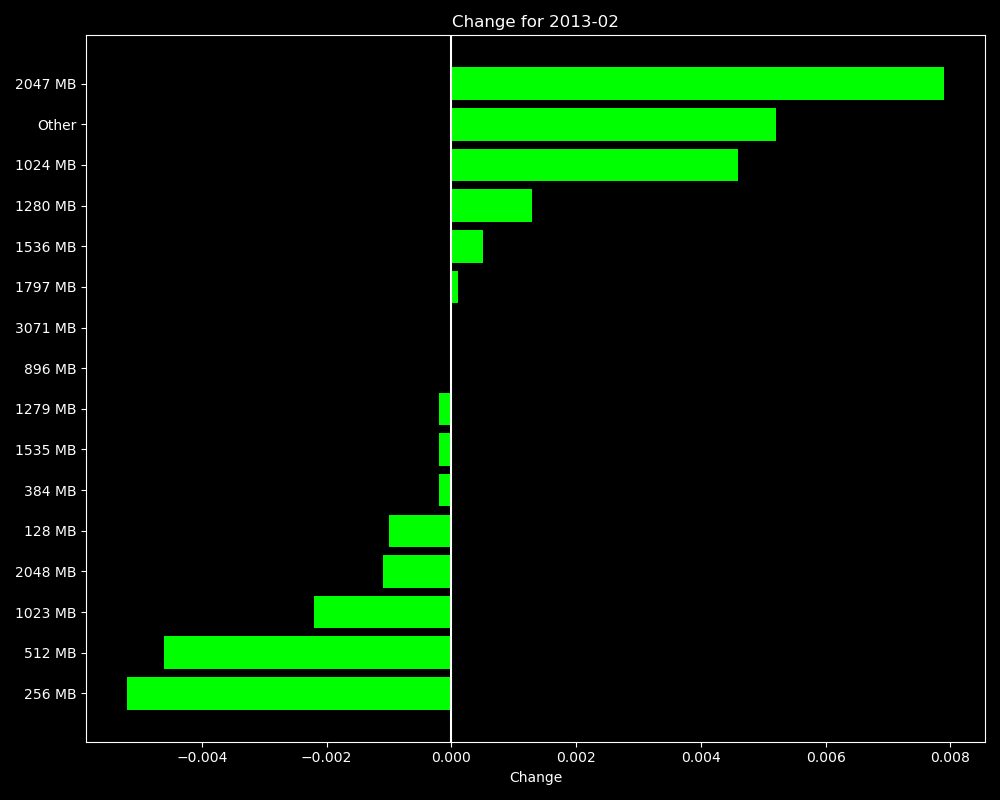 Change for 2013-02
2047 MB
Other
1024 MB
1280 MB
1536 MB
1797 MB
3071 MB
896 MB
1279 MB
1535 MB
384 MB
128 MB
2048 MB
1023 MB
512 MB
256 MB
−0.004 −0.002 0.000 0.002 0.004 0.006 0.008
Change